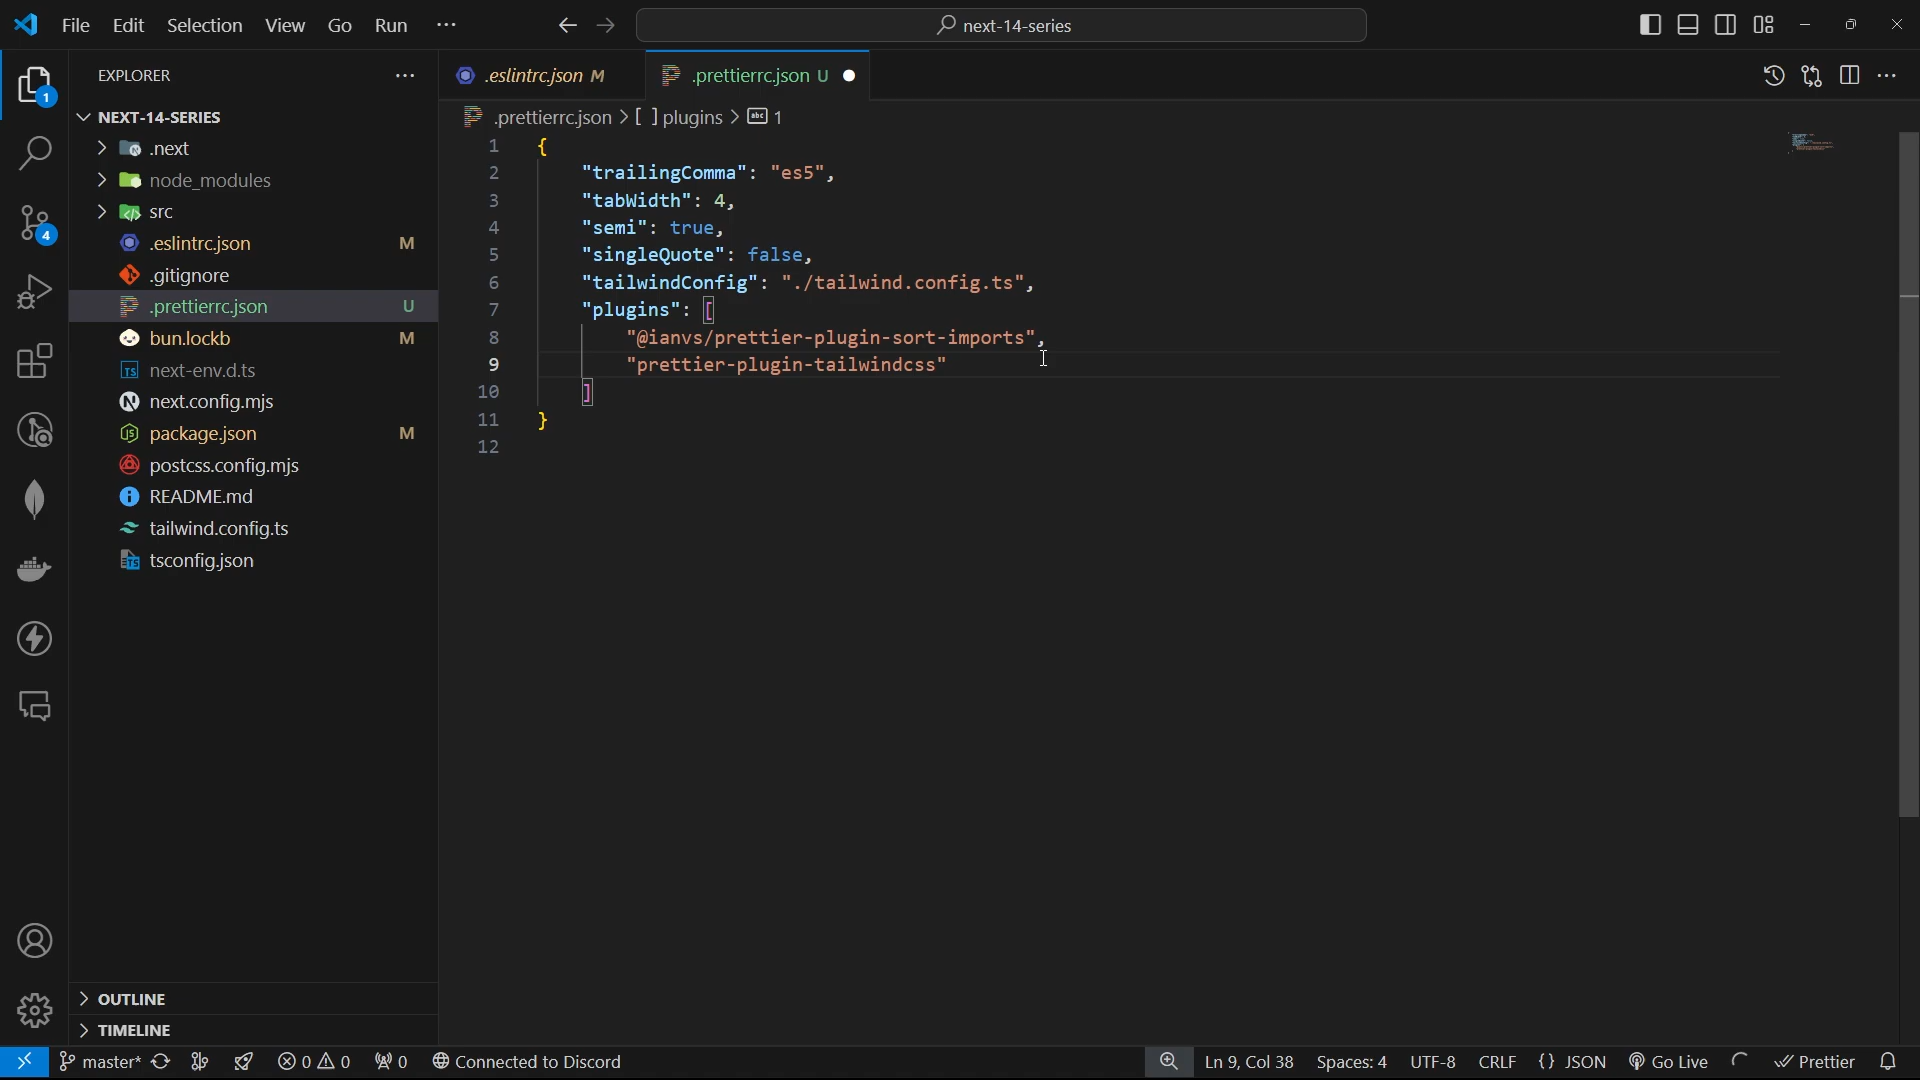 File Edit Selection View Go Run ···
next-14-series
EXPLORER
NEXT-14-SERIES
.next
node_modules
src
.eslintrc.json M
.gitignore
.prettierrc.json U
bun.lockb M
next-env.d.ts
next.config.mjs
package.json M
postcss.config.mjs
README.md
tailwind.config.ts
tsconfig.json
OUTLINE
TIMELINE
1
4
.eslintrc.json M
.prettierrc.json U
.prettierrc.json > [ ] plugins > abc 1
1 {
2 "trailingComma": "es5",
3 "tabWidth": 4,
4 "semi": true,
5 "singleQuote": false,
6 "tailwindConfig": "./tailwind.config.ts",
7 "plugins": [
8 "@ianvs/prettier-plugin-sort-imports",
9 "prettier-plugin-tailwindcss"
10 ]
11 }
12
master* 0 0 0 Connected to Discord Ln 9, Col 38 Spaces: 4 UTF-8 CRLF {} JSON Go Live Prettier